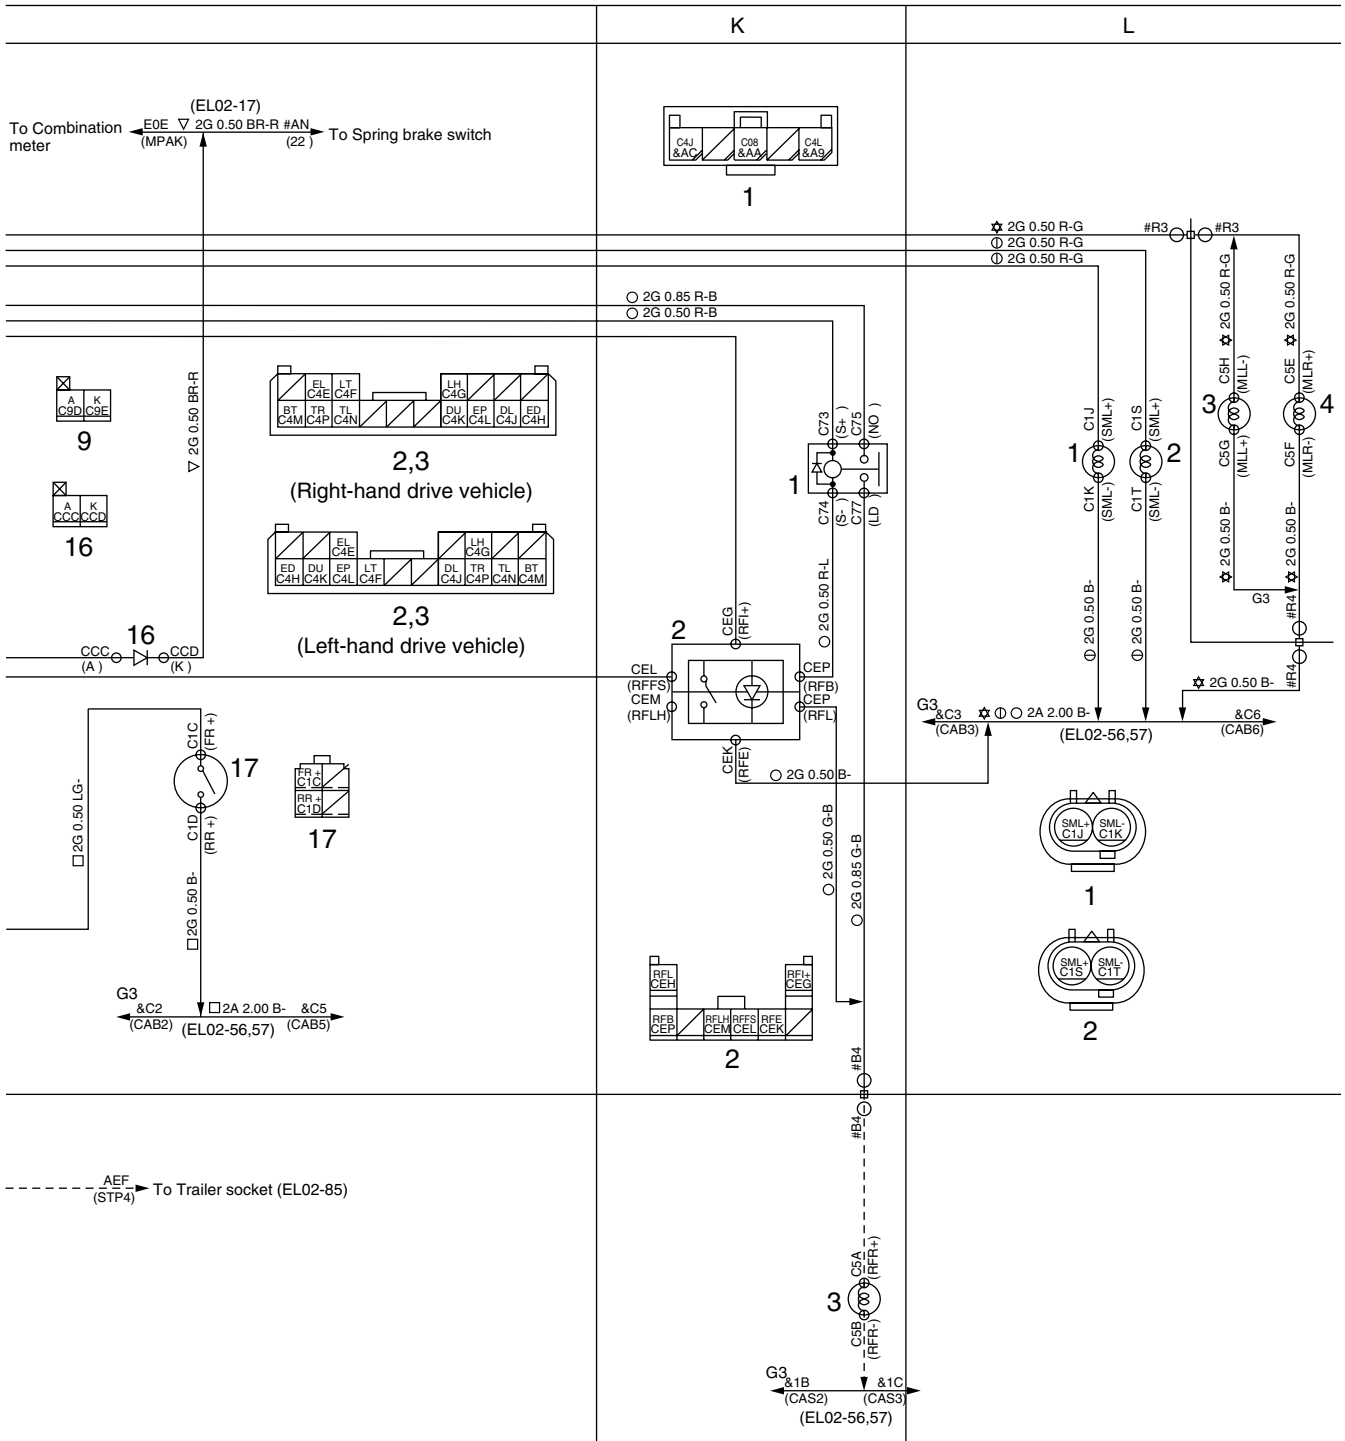 K
L
(EL02-17)
To Combination
meter
E0E ▽ 2G 0.50 BR-R #AN
(MPAK)
(22 )
To Spring brake switch
C4J
&AC
C08
&AA
C4L
&A9
1
✡ 2G 0.50 R-G
⏀ 2G 0.50 R-G
⏀ 2G 0.50 R-G
#R3
#R3
○ 2G 0.85 R-B
○ 2G 0.50 R-B
▽ 2G 0.50 BR-R
A
C9D
K
C9E
9
A
CCC
K
CCD
16
EL
C4E
LT
C4F
LH
C4G
BT
C4M
TR
C4P
TL
C4N
DU
C4K
EP
C4L
DL
C4J
ED
C4H
2,3
(Right-hand drive vehicle)
EL
C4E
LH
C4G
ED
C4H
DU
C4K
EP
C4L
LT
C4F
DL
C4J
TR
C4P
TL
C4N
BT
C4M
2,3
(Left-hand drive vehicle)
C73
(S+ )
C75
(NO )
1
C74
(S- )
C77
(LD )
○ 2G 0.50 R-L
C1J
(SML+)
C1S
(SML+)
1
2
C1K
(SML-)
C1T
(SML-)
⏀ 2G 0.50 B-
⏀ 2G 0.50 B-
✡ 2G 0.50 R-G
✡ 2G 0.50 R-G
C5H
(MLL-)
C5E
(MLR+)
3
4
C5G
(MLL+)
C5F
(MLR-)
✡ 2G 0.50 B-
✡ 2G 0.50 B-
G3
#R4
#R4
✡ 2G 0.50 B-
CCC
(A )
16
CCD
(K )
2
CEG
(RFI+)
CEL
(RFFS)
CEM
(RFLH)
CEP
(RFB)
CEP
(RFL)
CEK
(RFE)
○ 2G 0.50 B-
G3
&C3
(CAB3)
✡ ⏀ ○ 2A 2.00 B-
(EL02-56,57)
&C6
(CAB6)
□ 2G 0.50 LG-
C1C
(FR +)
17
C1D
(RR +)
□ 2G 0.50 B-
FR +
C1C
RR +
C1D
17
○ 2G 0.50 G-B
○ 2G 0.85 G-B
SML+
C1J
SML-
C1K
1
SML+
C1S
SML-
C1T
2
G3
&C2
(CAB2)
□ 2A 2.00 B-
(EL02-56,57)
&C5
(CAB5)
RFL
CEH
RFI+
CEG
RFB
CEP
RFLH
CEM
RFFS
CEL
RFE
CEK
2
#B4
#B4
AEF
(STP4)
To Trailer socket (EL02-85)
C5A
(RFR+)
3
C5B
(RFR-)
G3
&1B
(CAS2)
&1C
(CAS3)
(EL02-56,57)